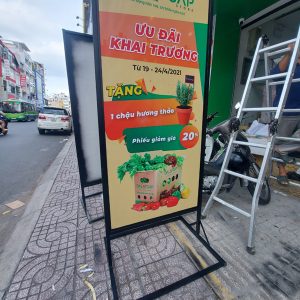 ƯU ĐÃI
KHAI TRƯƠNG
Từ 19 - 24/4/2021
TẶNG
1 chậu hương thảo
Phiếu giảm giá
20%